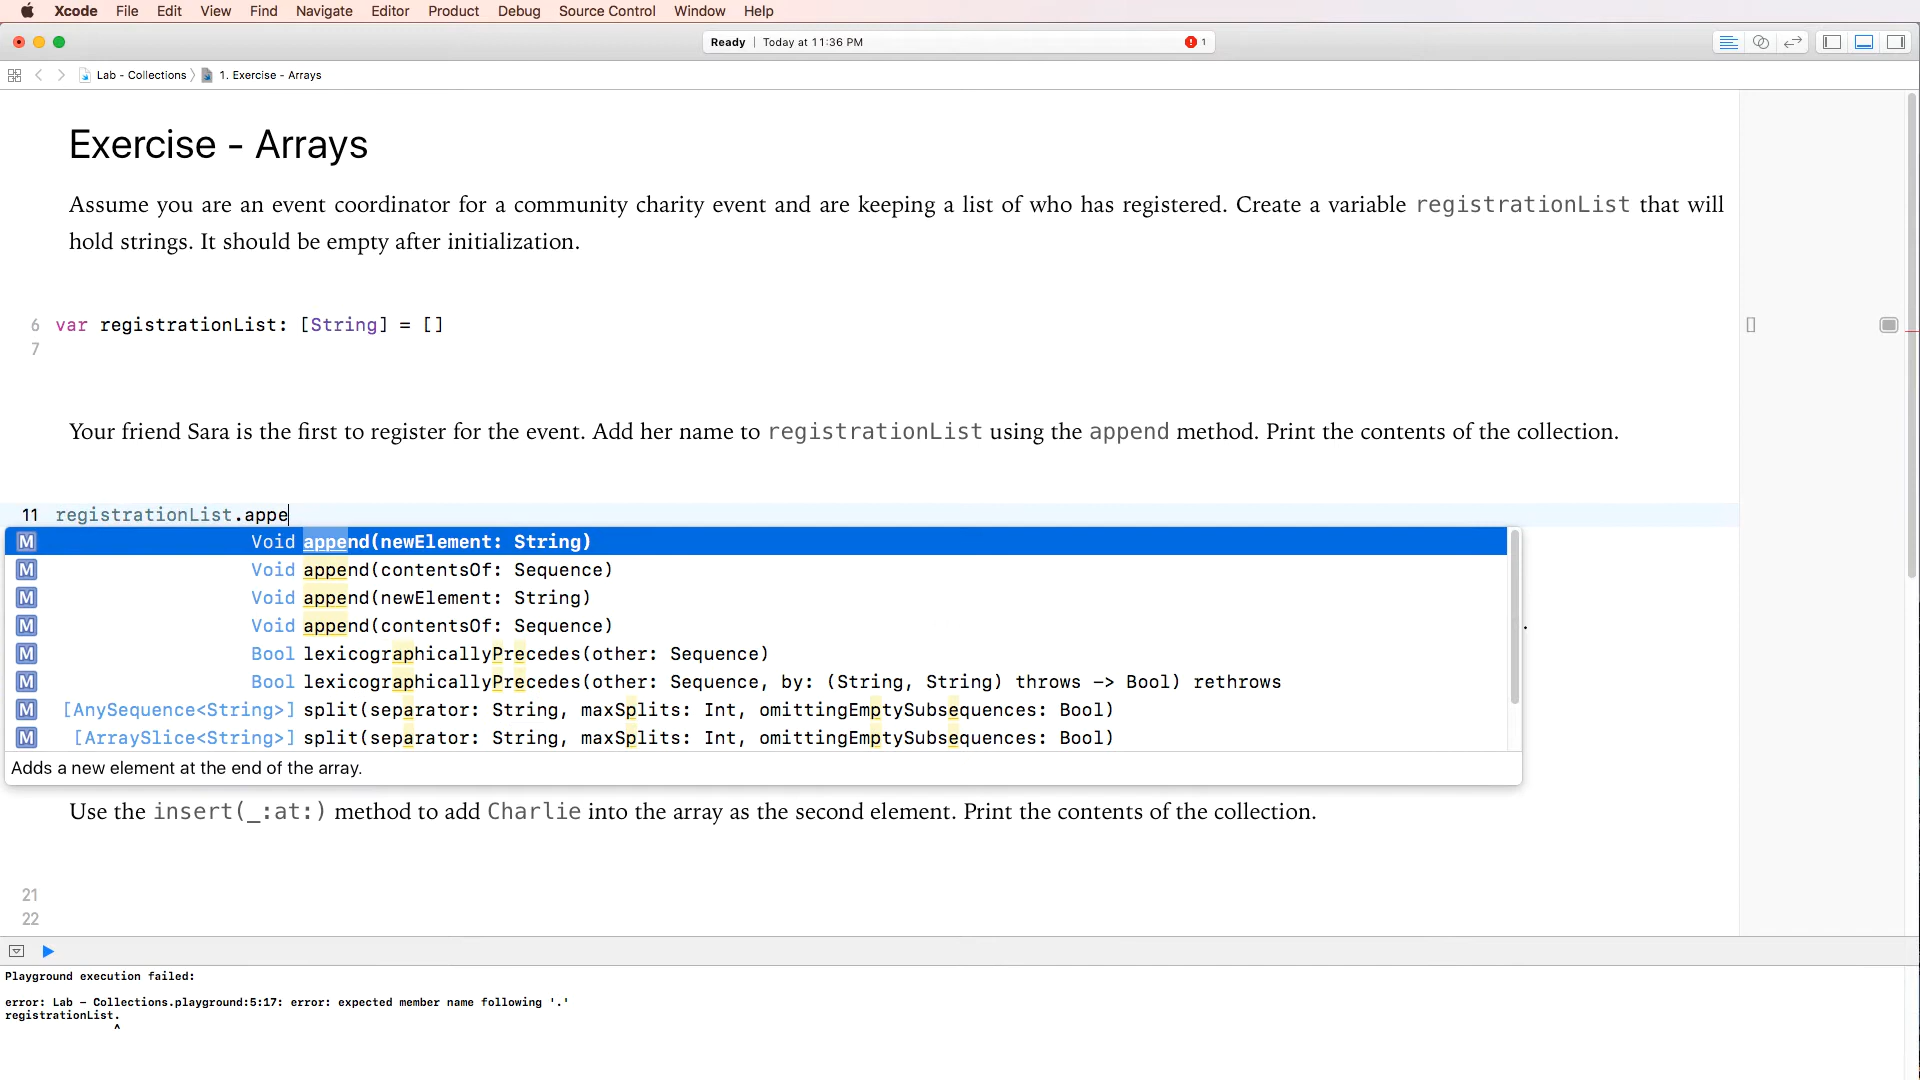 Xcode File Edit View Find Navigate Editor Product Debug Source Control Window Help
Ready | Today at 11:36 PM 1
Lab - Collections 1. Exercise - Arrays
Exercise - Arrays
Assume you are an event coordinator for a community charity event and are keeping a list of who has registered. Create a variable registrationList that will
hold strings. It should be empty after initialization.
6 var registrationList: [String] = [] []
7
Your friend Sara is the first to register for the event. Add her name to registrationList using the append method. Print the contents of the collection.
11 registrationList.appe
M Void append(newElement: String)
M Void append(contentsOf: Sequence)
M Void append(newElement: String)
M Void append(contentsOf: Sequence)
M Bool lexicographicallyPrecedes(other: Sequence)
M Bool lexicographicallyPrecedes(other: Sequence, by: (String, String) throws -> Bool) rethrows
M [AnySequence<String>] split(separator: String, maxSplits: Int, omittingEmptySubsequences: Bool)
M [ArraySlice<String>] split(separator: String, maxSplits: Int, omittingEmptySubsequences: Bool)
Adds a new element at the end of the array.
Use the insert(_:at:) method to add Charlie into the array as the second element. Print the contents of the collection.
21
22
Playground execution failed:
error: Lab - Collections.playground:5:17: error: expected member name following '.'
registrationList.
^